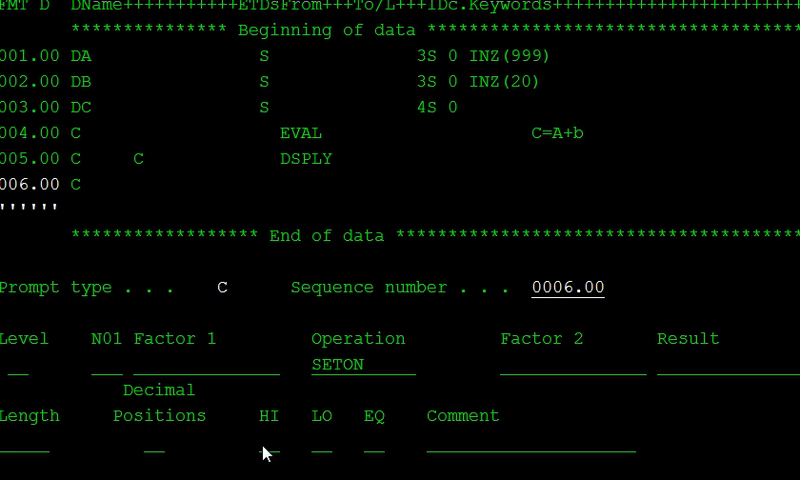 FMT D  DName+++++++++++ETDsFrom+++To/L+++IDc.Keywords++++++++++++++++++++++++
*************** Beginning of data *************************************
001.00 DA                S              3S 0 INZ(999)
002.00 DB                S              3S 0 INZ(20)
003.00 DC                S              4S 0
004.00 C                   EVAL                    C=A+b
005.00 C     C             DSPLY
006.00 C
''''''
****************** End of data ***************************************
Prompt type . . .    C      Sequence number . . .  0006.00
Level    N01 Factor 1         Operation         Factor 2       Result
SETON
Decimal
Length     Positions     HI   LO   EQ    Comment